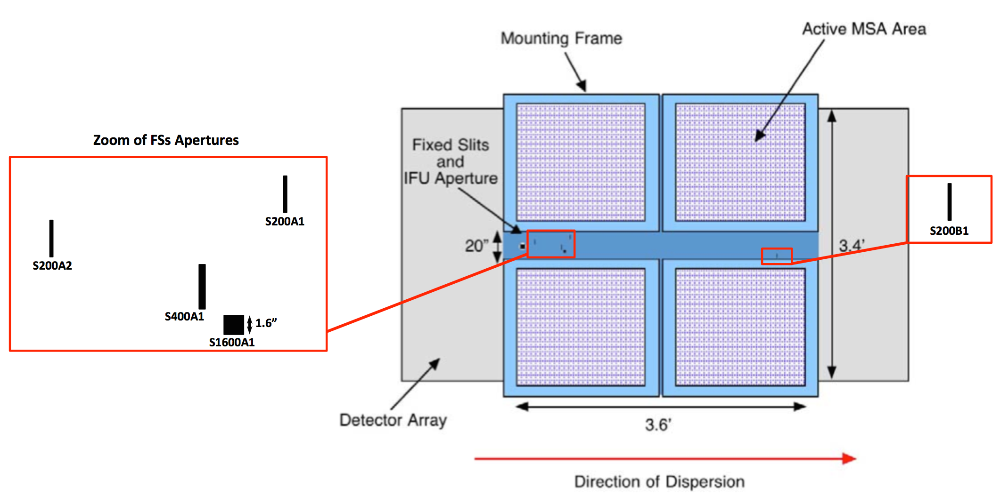 Active MSA Area
Mounting Frame
Zoom of FSs Apertures
Fixed Slits
and
IFU Aperture
S200A1
S200A2
S400A1
1.6”
S1600A1
20”
3.4’
S200B1
Detector Array
3.6’
Direction of Dispersion